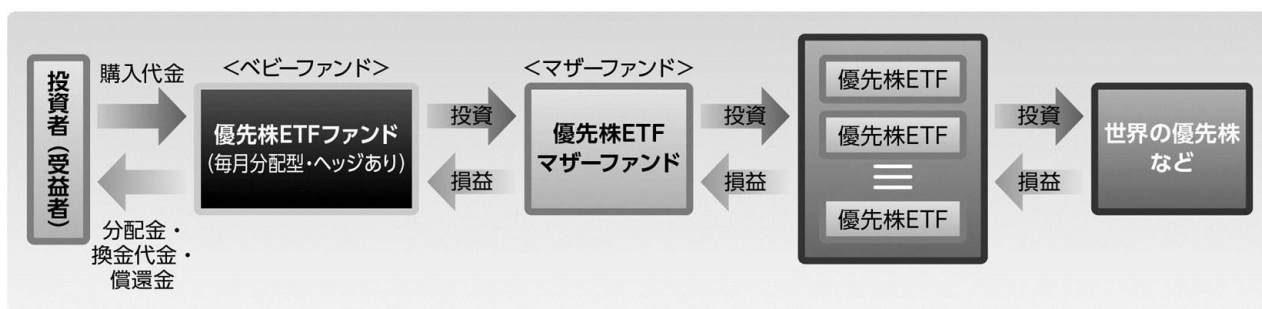 投資者（受益者）
購入代金
分配金・
換金代金・
償還金
＜ベビーファンド＞
優先株ETFファンド
(毎月分配型・ヘッジあり)
投資
損益
＜マザーファンド＞
優先株ETF
マザーファンド
投資
損益
優先株ETF
優先株ETF
優先株ETF
投資
損益
世界の優先株
など